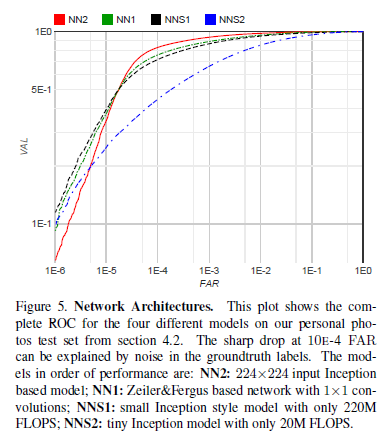 NN2 NN1 NNS1 NNS2
1E0
5E-1
VAL
1E-1
1E-6 1E-5 1E-4 1E-3 1E-2 1E-1 1E0
FAR
Figure 5. Network Architectures. This plot shows the com-
plete ROC for the four different models on our personal pho-
tos test set from section 4.2. The sharp drop at 10E-4 FAR
can be explained by noise in the groundtruth labels. The mod-
els in order of performance are: NN2: 224×224 input Inception
based model; NN1: Zeiler&Fergus based network with 1×1 con-
volutions; NNS1: small Inception style model with only 220M
FLOPS; NNS2: tiny Inception model with only 20M FLOPS.